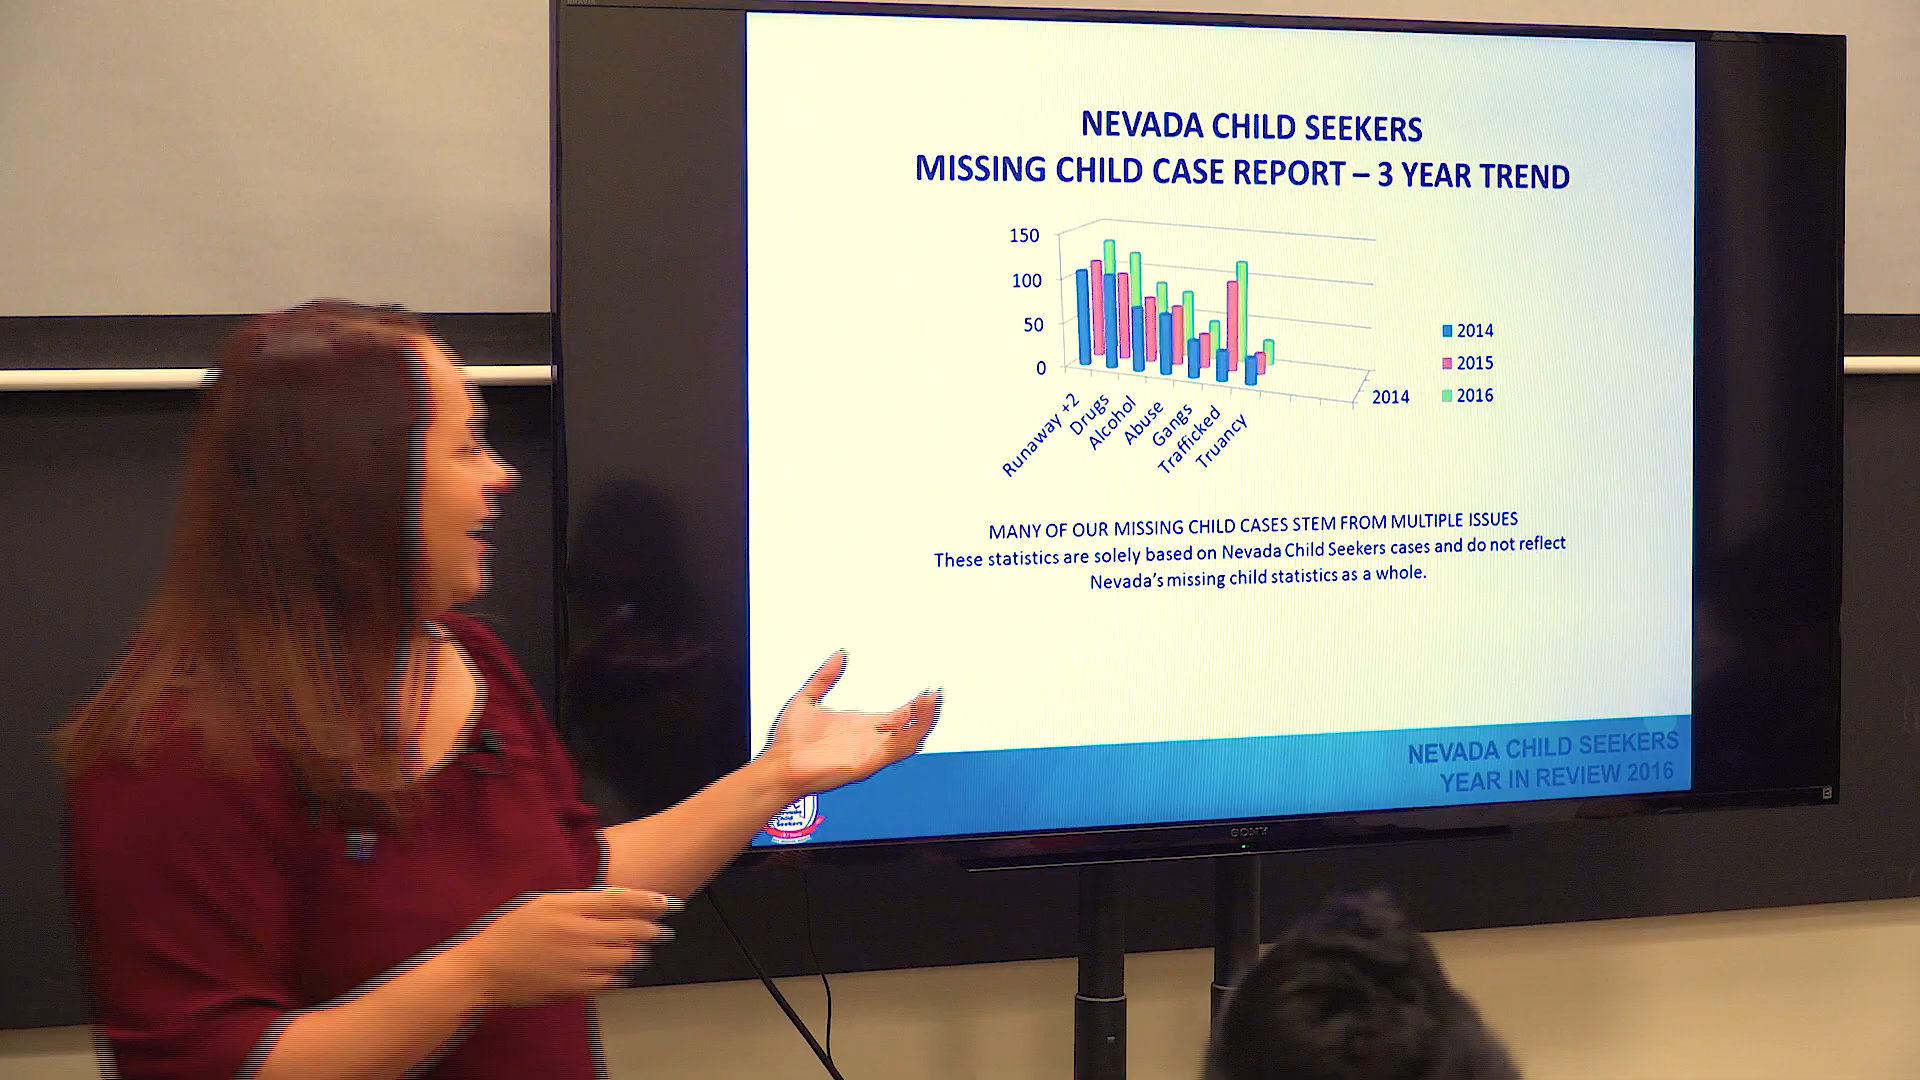 BRAVIA
NEVADA CHILD SEEKERS
MISSING CHILD CASE REPORT – 3 YEAR TREND
150
100
50
0
Runaway +2
Drugs
Alcohol
Abuse
Gangs
Trafficked
Truancy
2014
2014
2015
2016
MANY OF OUR MISSING CHILD CASES STEM FROM MULTIPLE ISSUES
These statistics are solely based on Nevada Child Seekers cases and do not reflect
Nevada's missing child statistics as a whole.
NEVADA CHILD SEEKERS
YEAR IN REVIEW 2016
Child
Seekers
SONY